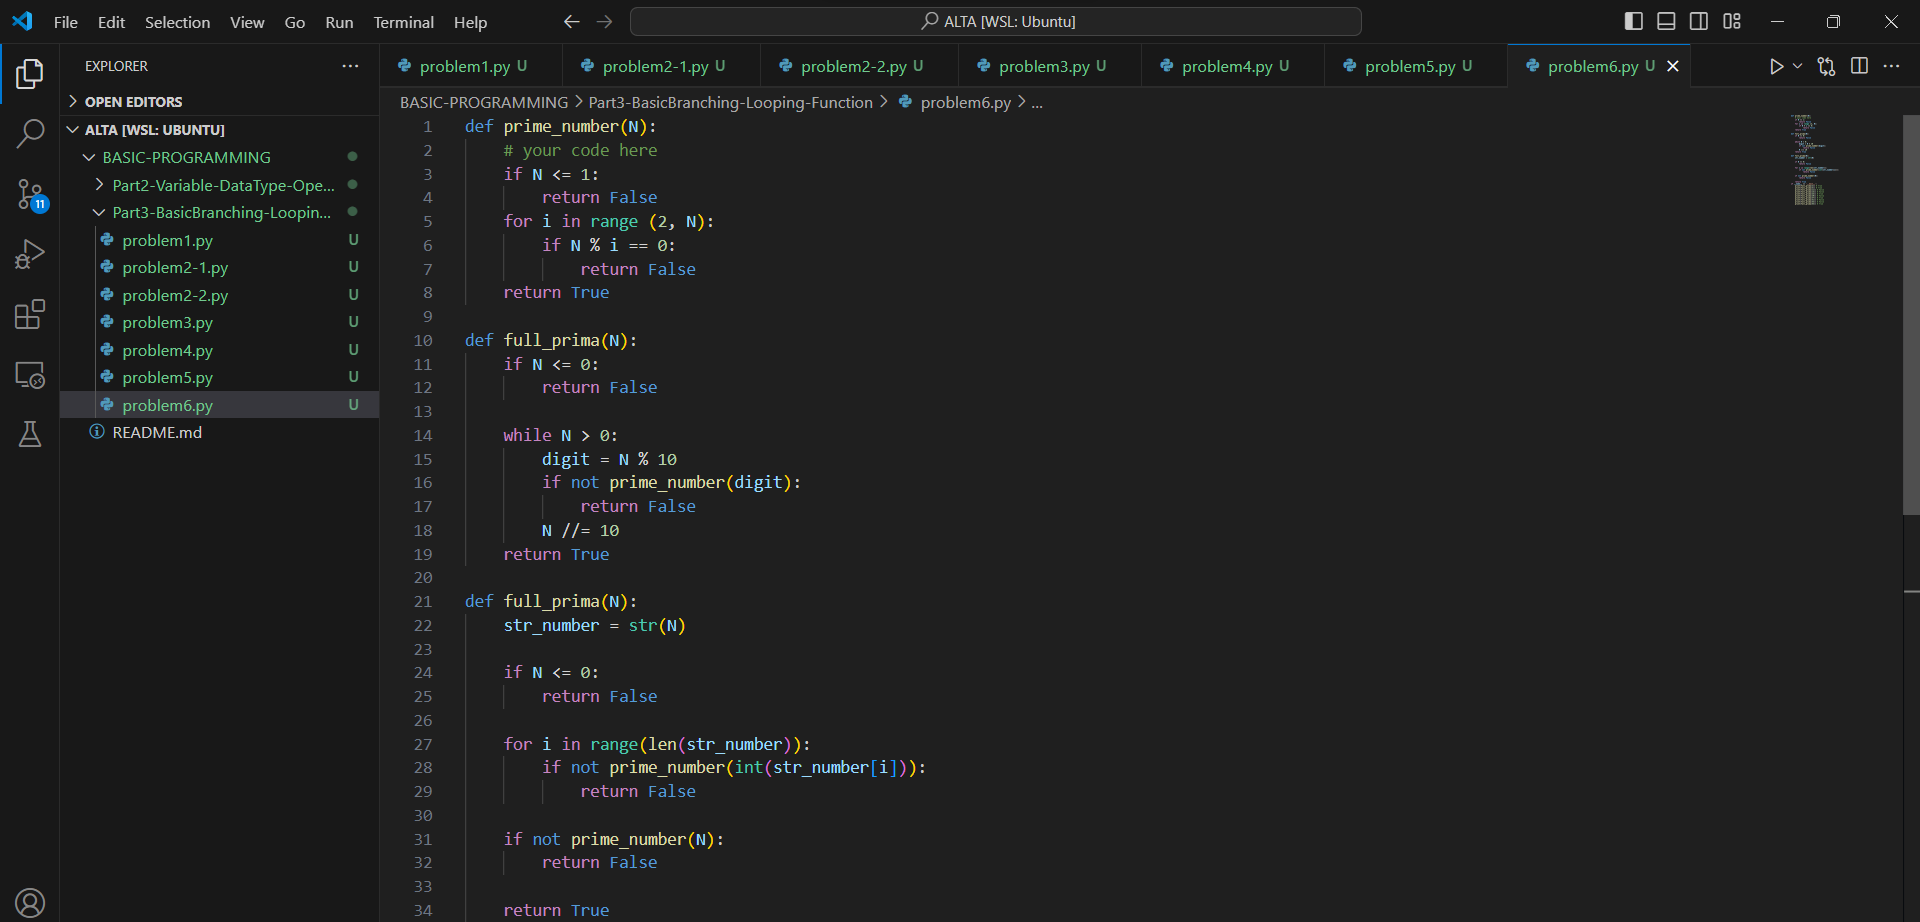 File Edit Selection View Go Run Terminal Help
ALTA [WSL: Ubuntu]
EXPLORER
OPEN EDITORS
ALTA [WSL: UBUNTU]
BASIC-PROGRAMMING
Part2-Variable-DataType-Ope...
Part3-BasicBranching-Loopin...
problem1.py U
problem2-1.py U
problem2-2.py U
problem3.py U
problem4.py U
problem5.py U
problem6.py U
README.md
11
problem1.py U problem2-1.py U problem2-2.py U problem3.py U problem4.py U problem5.py U problem6.py U
BASIC-PROGRAMMING > Part3-BasicBranching-Looping-Function > problem6.py > ...
1 def prime_number(N):
2     # your code here
3     if N <= 1:
4         return False
5     for i in range (2, N):
6         if N % i == 0:
7             return False
8     return True
9
10 def full_prima(N):
11     if N <= 0:
12         return False
13
14     while N > 0:
15         digit = N % 10
16         if not prime_number(digit):
17             return False
18         N //= 10
19     return True
20
21 def full_prima(N):
22     str_number = str(N)
23
24     if N <= 0:
25         return False
26
27     for i in range(len(str_number)):
28         if not prime_number(int(str_number[i])):
29             return False
30
31     if not prime_number(N):
32         return False
33
34     return True